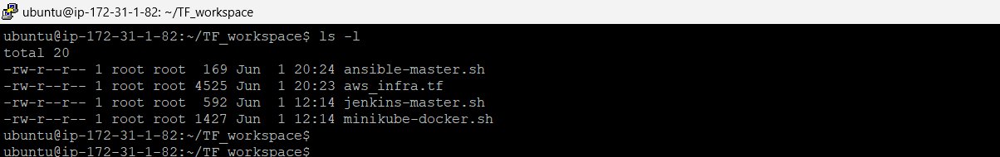 ubuntu@ip-172-31-1-82: ~/TF_workspace
ubuntu@ip-172-31-1-82:~/TF_workspace$ ls -l
total 20
-rw-r--r-- 1 root root  169 Jun  1 20:24 ansible-master.sh
-rw-r--r-- 1 root root 4525 Jun  1 20:23 aws_infra.tf
-rw-r--r-- 1 root root  592 Jun  1 12:14 jenkins-master.sh
-rw-r--r-- 1 root root 1427 Jun  1 12:14 minikube-docker.sh
ubuntu@ip-172-31-1-82:~/TF_workspace$
ubuntu@ip-172-31-1-82:~/TF_workspace$